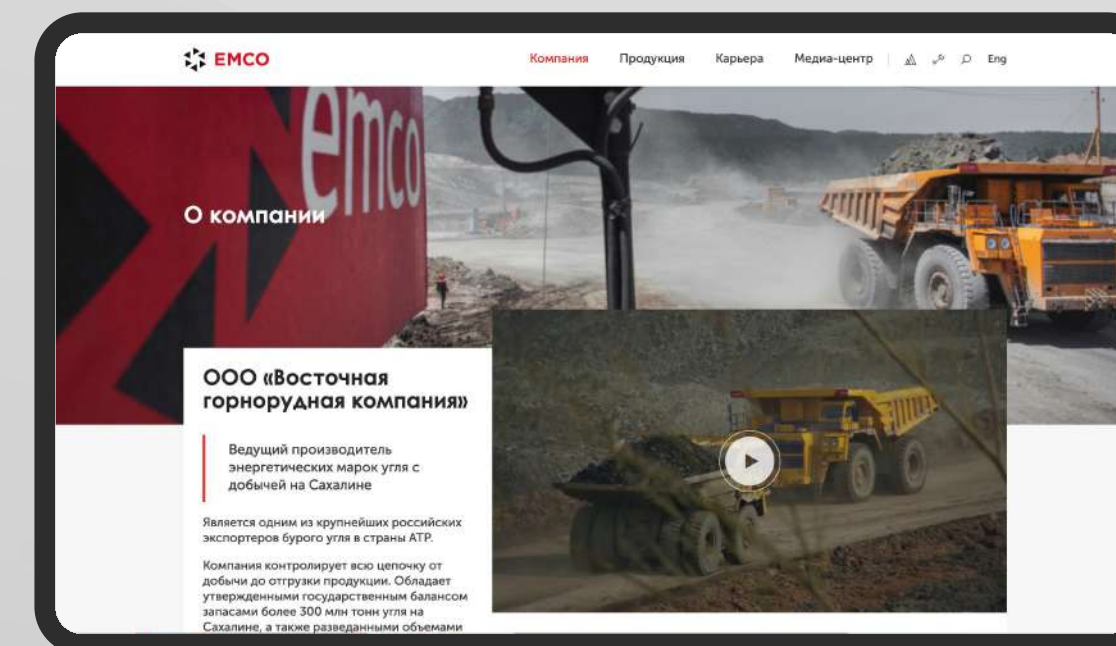 EMCO
Компания Продукция Карьера Медиа-центр Eng
emco
О компании
ООО «Восточная
горнорудная компания»
Ведущий производитель
энергетических марок угля с
добычей на Сахалине
Является одним из крупнейших российских
экспортеров бурого угля в страны АТР.
Компания контролирует всю цепочку от
добычи до отгрузки продукции. Обладает
утвержденными государственным балансом
запасами более 300 млн тонн угля на
Сахалине, а также разведанными объемами